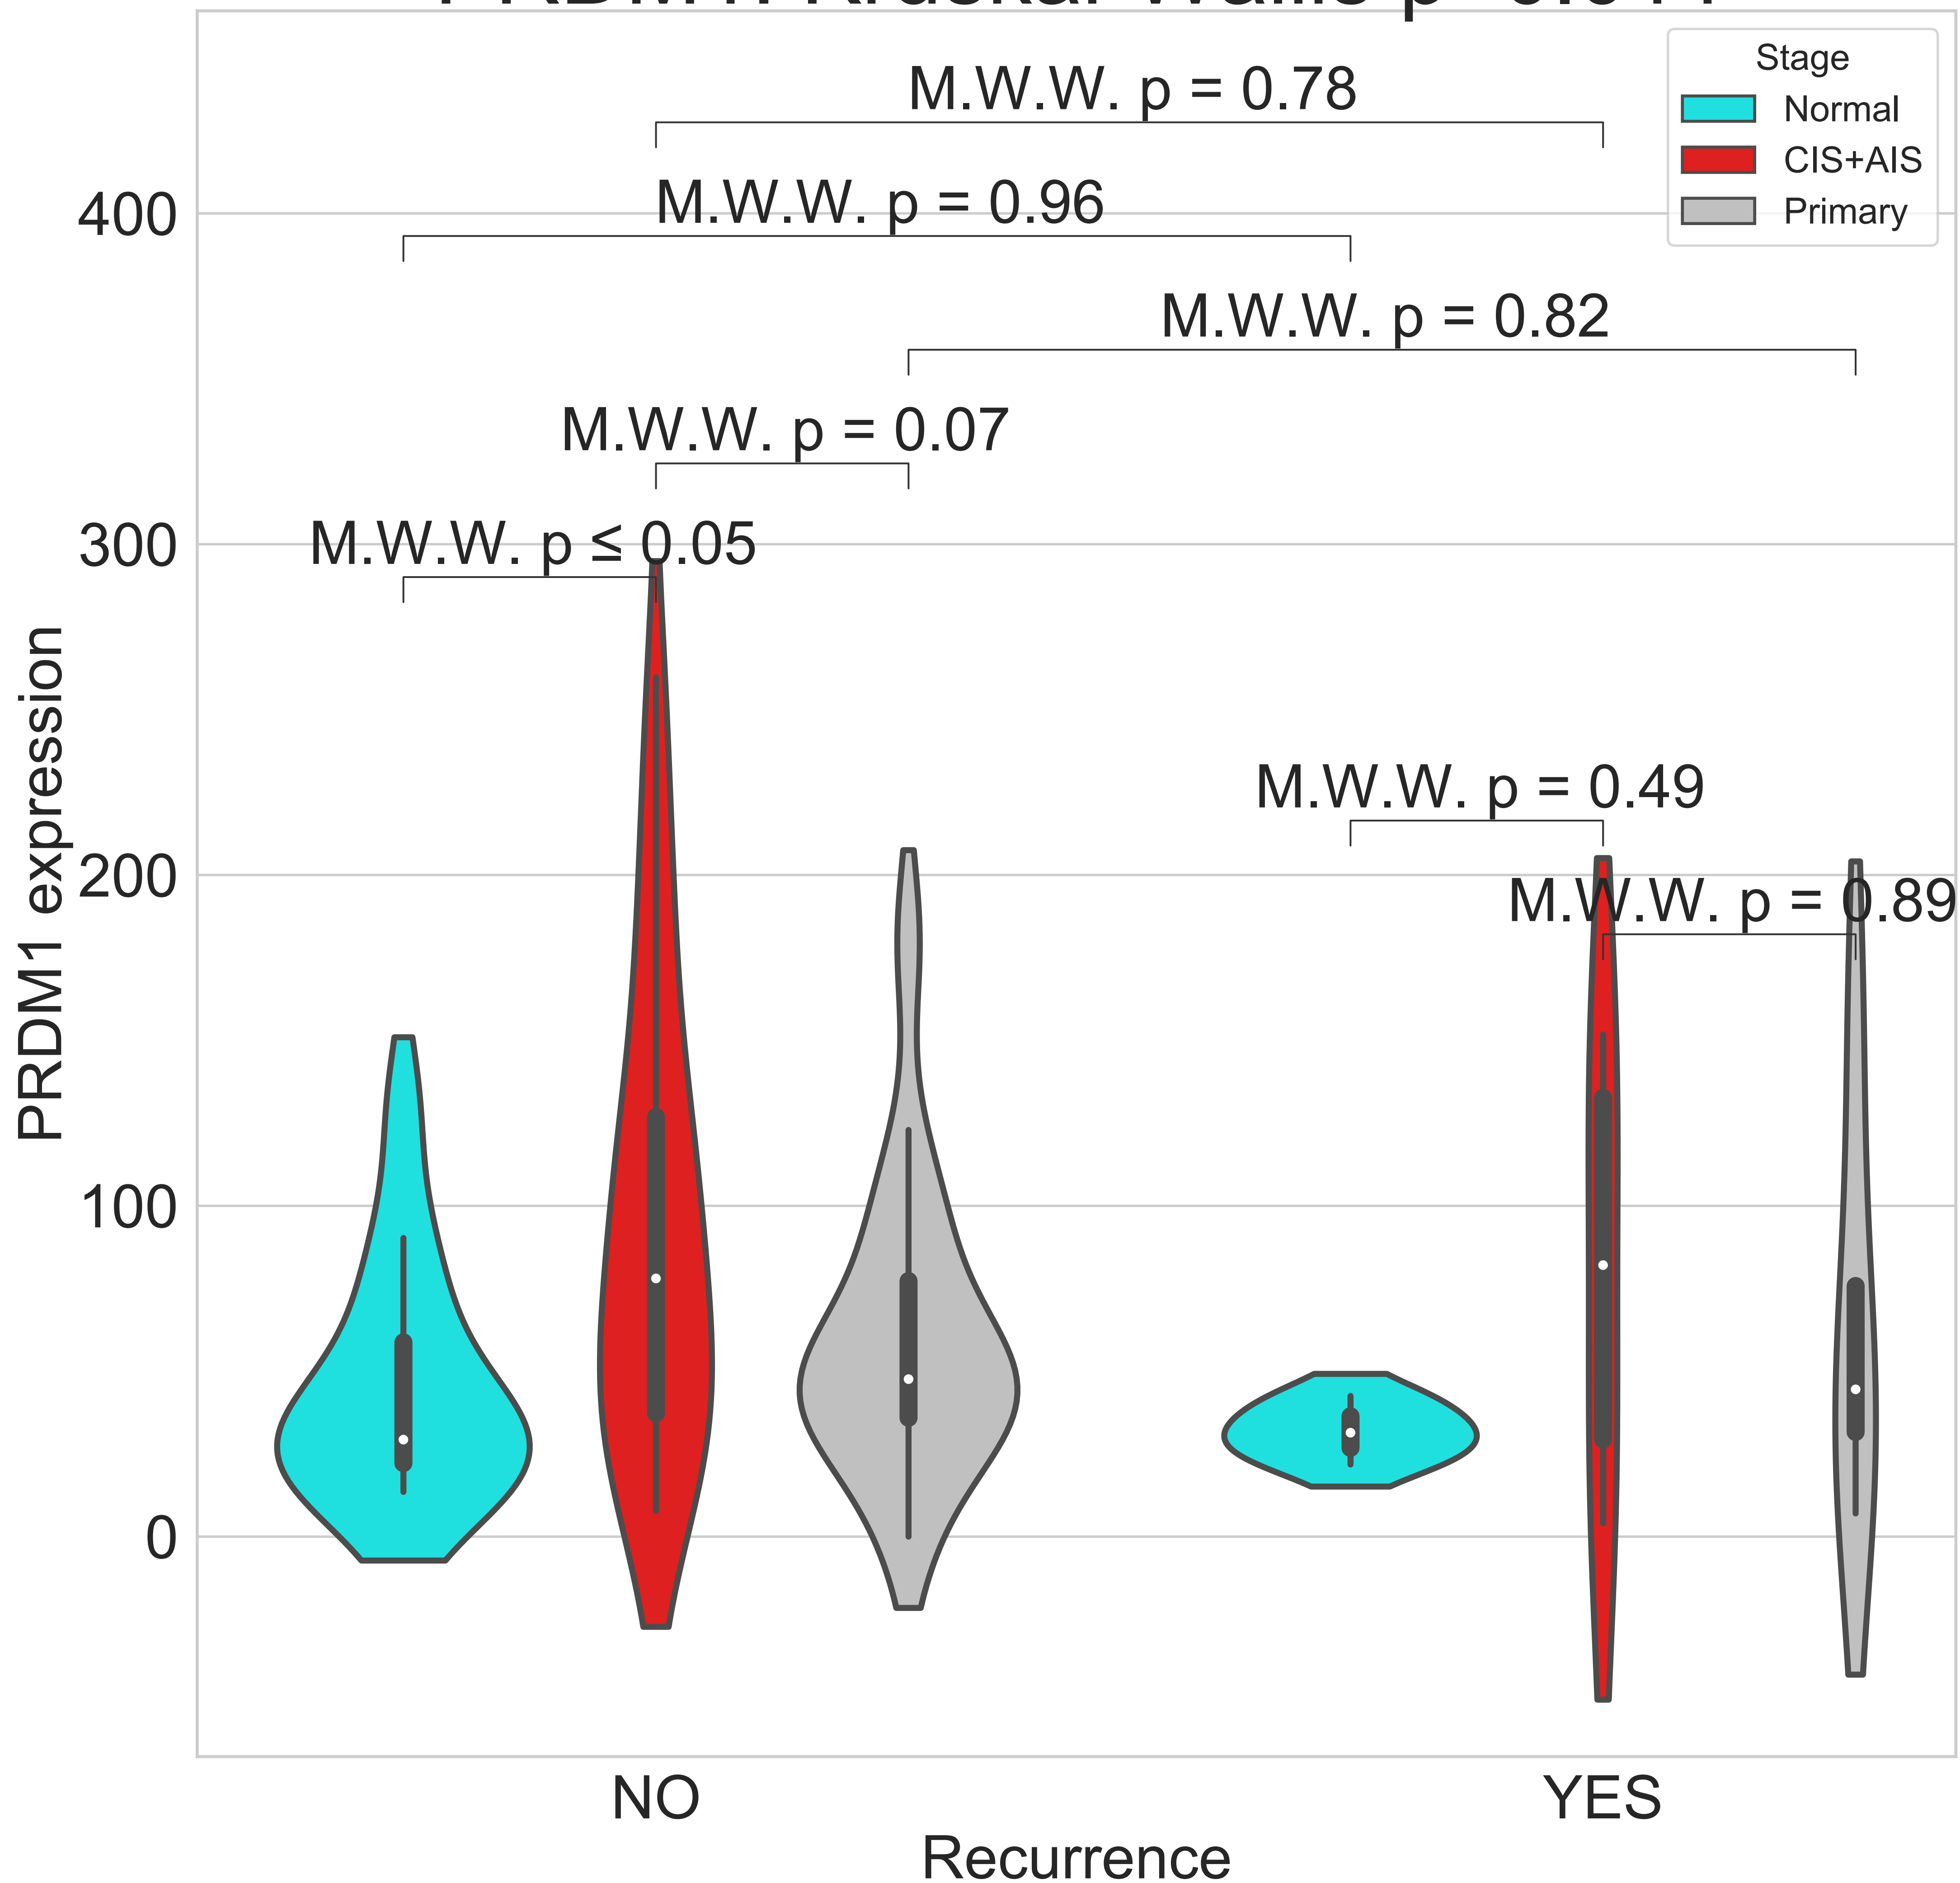 Stage
Normal
CIS+AIS
Primary
M.W.W. p = 0.78
M.W.W. p = 0.96
M.W.W. p = 0.82
M.W.W. p = 0.07
M.W.W. p ≤ 0.05
M.W.W. p = 0.49
M.W.W. p = 0.89
400
300
200
100
0
PRDM1 expression
NO
YES
Recurrence